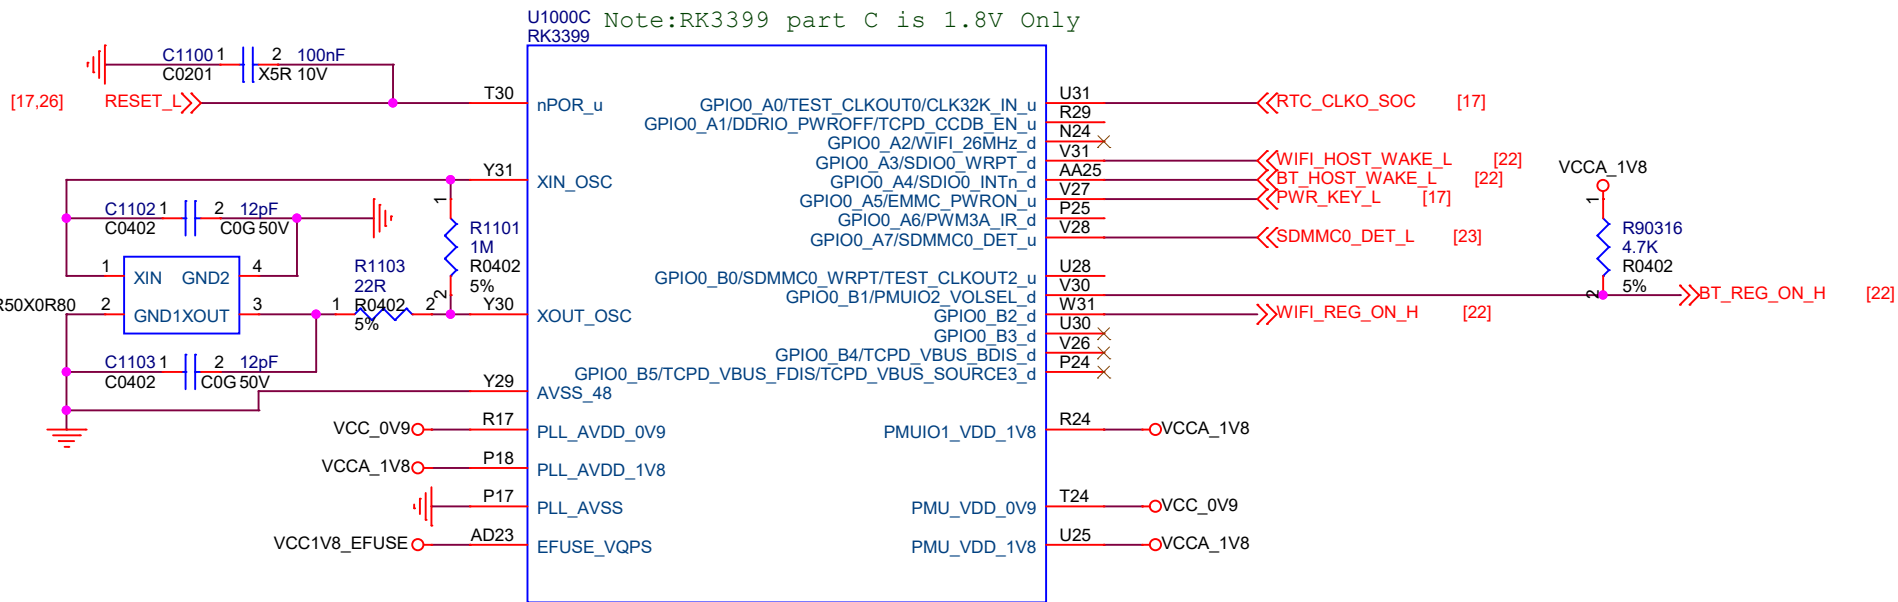 U1000C Note:RK3399 part C is 1.8V Only
RK3399
C1100 1 2 100nF
C0201 X5R 10V
[17,26] RESET_L
T30 nPOR_u
Y31 XIN_OSC
C1102 1 2 12pF
C0402 C0G 50V
1 XIN GND2 4
R50X0R80 2 GND1 XOUT 3
1
R1101
1M
R0402
5%
2
R1103
22R
1 R0402 2
5%
Y30 XOUT_OSC
C1103 1 2 12pF
C0402 C0G 50V
Y29 AVSS_48
VCC_0V9 R17 PLL_AVDD_0V9
VCCA_1V8 P18 PLL_AVDD_1V8
P17 PLL_AVSS
VCC1V8_EFUSE AD23 EFUSE_VQPS
GPIO0_A0/TEST_CLKOUT0/CLK32K_IN_u U31 RTC_CLKO_SOC [17]
GPIO0_A1/DDRIO_PWROFF/TCPD_CCDB_EN_u R29
GPIO0_A2/WIFI_26MHz_d N24
GPIO0_A3/SDIO0_WRPT_d V31 WIFI_HOST_WAKE_L [22]
GPIO0_A4/SDIO0_INTn_d AA25 BT_HOST_WAKE_L [22]
GPIO0_A5/EMMC_PWRON_u V27 PWR_KEY_L [17]
GPIO0_A6/PWM3A_IR_d P25
GPIO0_A7/SDMMC0_DET_u V28 SDMMC0_DET_L [23]
GPIO0_B0/SDMMC0_WRPT/TEST_CLKOUT2_u U28
GPIO0_B1/PMUIO2_VOLSEL_d V30 BT_REG_ON_H [22]
GPIO0_B2_d W31 WIFI_REG_ON_H [22]
GPIO0_B3_d U30
GPIO0_B4/TCPD_VBUS_BDIS_d V26
GPIO0_B5/TCPD_VBUS_FDIS/TCPD_VBUS_SOURCE3_d P24
VCCA_1V8
1
R90316
4.7K
R0402
5%
2
PMUIO1_VDD_1V8 R24 VCCA_1V8
PMU_VDD_0V9 T24 VCC_0V9
PMU_VDD_1V8 U25 VCCA_1V8